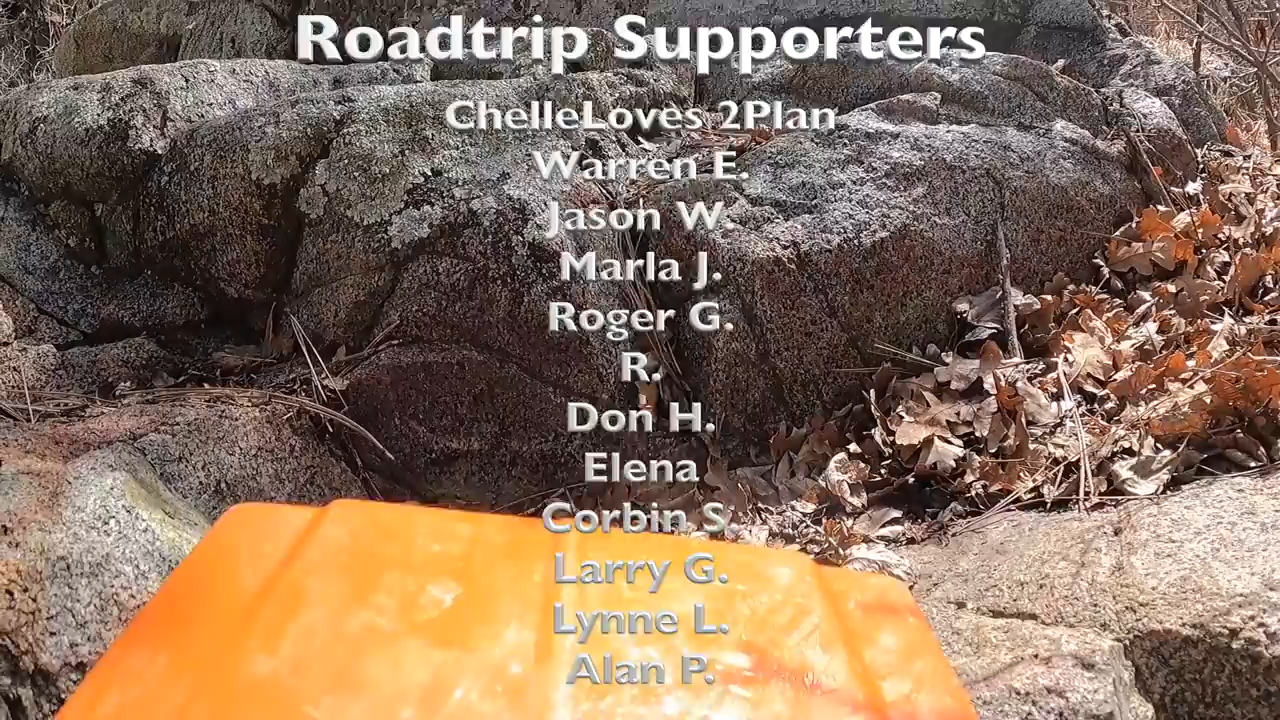 Roadtrip Supporters
ChelleLoves 2Plan
Warren E.
Jason W.
Marla J.
Roger G.
R.
Don H.
Elena
Corbin S.
Larry G.
Lynne L.
Alan P.